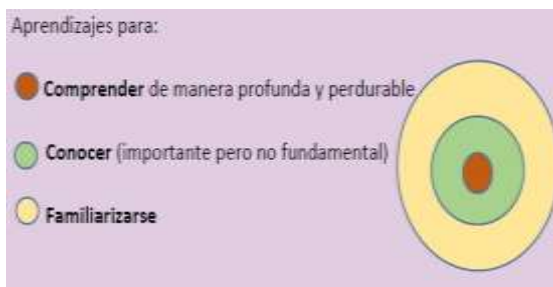 Aprendizajes para:
Comprender de manera profunda y perdurable
Conocer (importante pero no fundamental)
Familiarizarse